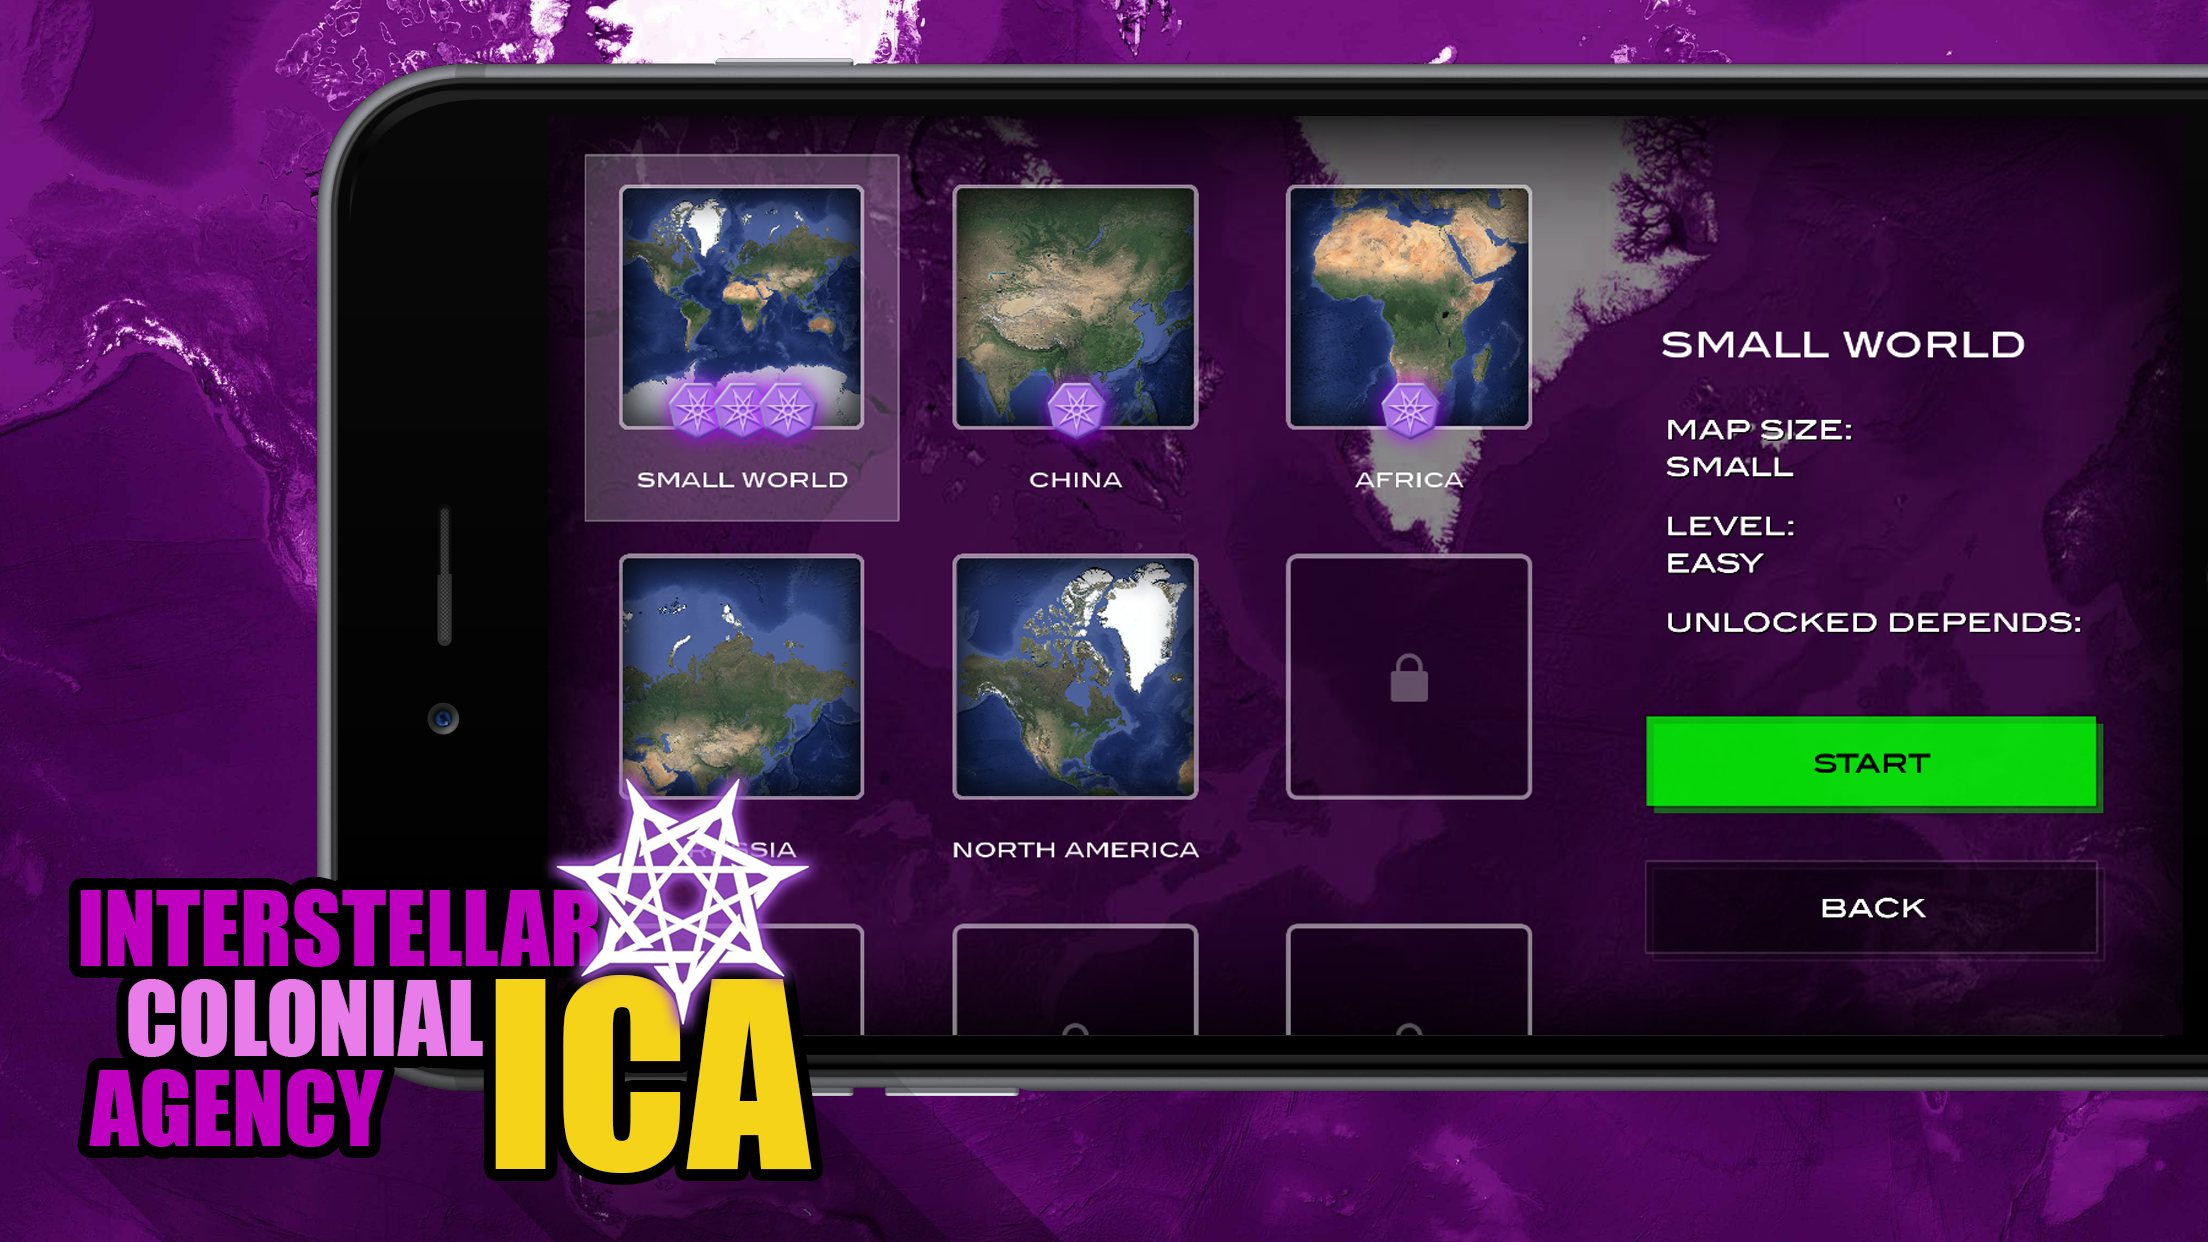 SMALL WORLD
CHINA
AFRICA
NORTH AMERICA
SMALL WORLD
MAP SIZE:
SMALL
LEVEL:
EASY
UNLOCKED DEPENDS:
START
BACK
INTERSTELLAR
COLONIAL
AGENCY
ICA